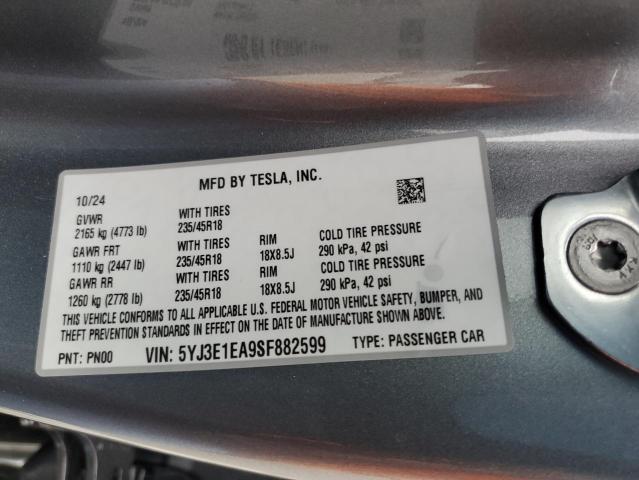 MFD BY TESLA, INC.
10/24
GVWR WITH TIRES
2165 kg (4773 lb) 235/45R18
GAWR FRT WITH TIRES RIM COLD TIRE PRESSURE
1110 kg (2447 lb) 235/45R18 18X8.5J 290 kPa, 42 psi
GAWR RR WITH TIRES RIM COLD TIRE PRESSURE
1260 kg (2778 lb) 235/45R18 18X8.5J 290 kPa, 42 psi
THIS VEHICLE CONFORMS TO ALL APPLICABLE U.S. FEDERAL MOTOR VEHICLE SAFETY, BUMPER, AND
THEFT PREVENTION STANDARDS IN EFFECT ON THE DATE OF MANUFACTURE SHOWN ABOVE.
PNT: PN00 VIN: 5YJ3E1EA9SF882599 TYPE: PASSENGER CAR